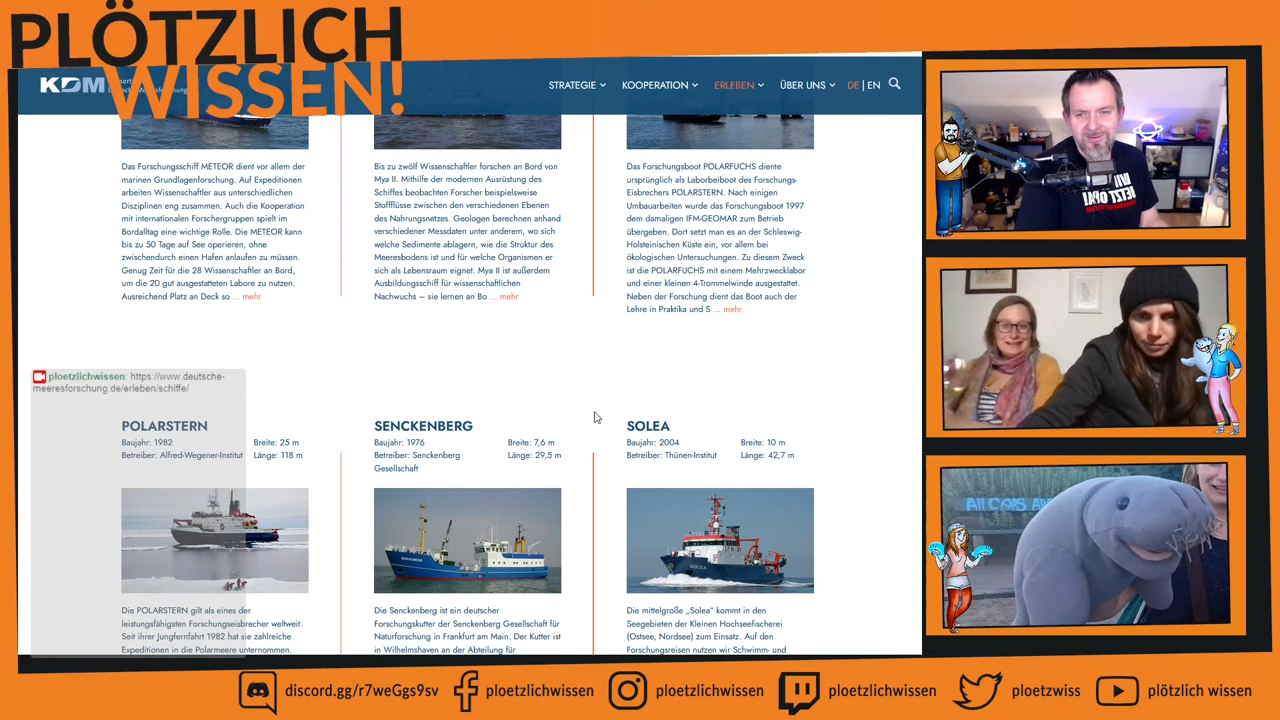 PLÖTZLICH
WISSEN!
KDM
STRATEGIE
KOOPERATION
ERLEBEN
ÜBER UNS
DE | EN
Das Forschungsschiff METEOR dient vor allem der
marinen Grundlagenforschung. Auf Expeditionen
arbeiten Wissenschaftler aus unterschiedlichen
Disziplinen eng zusammen. Auch die Kooperation
mit internationalen Forschergruppen spielt im
Bordalltag eine wichtige Rolle. Die METEOR kann
bis zu 50 Tage auf See operieren, ohne
zwischendurch einen Hafen anlaufen zu müssen.
Genug Zeit für die 28 Wissenschaftler an Bord,
um die 20 gut ausgestatteten Labore zu nutzen.
Ausreichend Platz an Deck so ... mehr
Bis zu zwölf Wissenschaftler forschen an Bord von
Mya II. Mithilfe der modernen Ausrüstung des
Schiffes beobachten Forscher beispielsweise
Stoffflüsse zwischen den verschiedenen Ebenen
des Nahrungsnetzes. Geologen berechnen anhand
verschiedener Messdaten unter anderem, wo sich
welche Sedimente ablagern, wie die Struktur des
Meeresbodens ist und für welche Organismen er
sich als Lebensraum eignet. Mya II ist außerdem
Ausbildungsschiff für wissenschaftlichen
Nachwuchs – sie lernen an Bo ... mehr
Das Forschungsboot POLARFUCHS diente
ursprünglich als Laborbeiboot des Forschungs-
Eisbrechers POLARSTERN. Nach einigen
Umbauarbeiten wurde das Forschungsboot 1997
dem damaligen IFM-GEOMAR zum Betrieb
übergeben. Dort setzt man es an der Schleswig-
Holsteinischen Küste ein, vor allem bei
ökologischen Untersuchungen. Zu diesem Zweck
ist die POLARFUCHS mit einem Mehrzwecklabor
und einer kleinen 4-Trommelwinde ausgestattet.
Neben der Forschung dient das Boot auch der
Lehre in Praktika und S ... mehr
ploetzlichwissen: https://www.deutsche-
meeresforschung.de/erleben/schiffe/
POLARSTERN
Baujahr: 1982
Breite: 25 m
Betreiber: Alfred-Wegener-Institut
Länge: 118 m
SENCKENBERG
Baujahr: 1976
Breite: 7,6 m
Betreiber: Senckenberg
Gesellschaft
Länge: 29,5 m
SOLEA
Baujahr: 2004
Breite: 10 m
Betreiber: Thünen-Institut
Länge: 42,7 m
SOLEA
Die POLARSTERN gilt als eines der
leistungsfähigsten Forschungseisbrecher weltweit.
Seit ihrer Jungfernfahrt 1982 hat sie zahlreiche
Expeditionen in die Polarmeere unternommen.
Die Senckenberg ist ein deutscher
Forschungskutter der Senckenberg Gesellschaft für
Naturforschung in Frankfurt am Main. Der Kutter ist
in Wilhelmshaven an der Abteilung für
Die mittelgroße „Solea“ kommt in den
Seegebieten der Kleinen Hochseefischerei
(Ostsee, Nordsee) zum Einsatz. Auf den
Forschungsreisen nutzen wir Schwimm- und
All COPS
discord.gg/r7weGgs9sv
ploetzlichwissen
ploetzlichwissen
ploetzlichwissen
ploetzwiss
plötzlich wissen